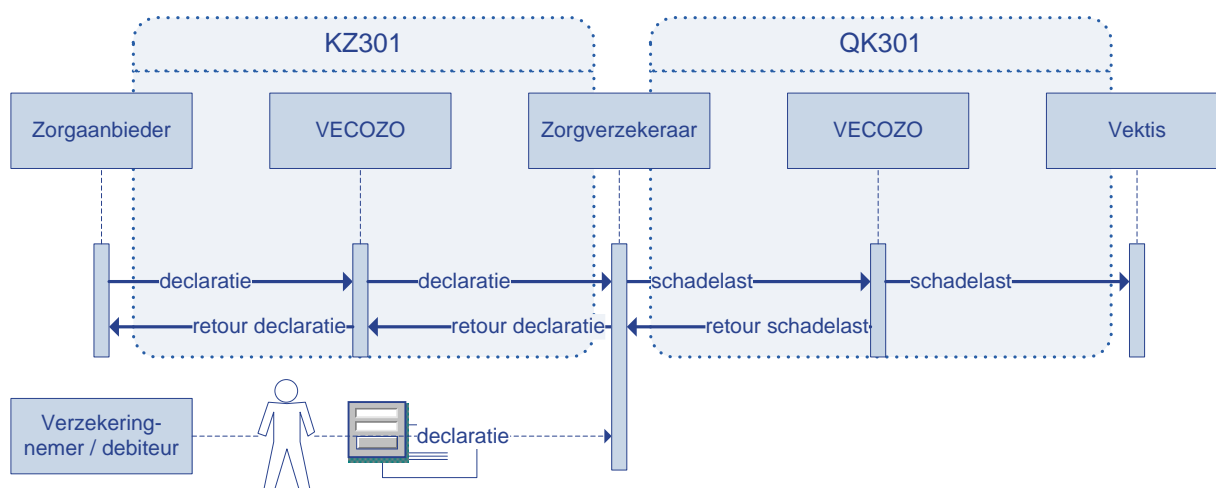 KZ301
QK301
Zorgaanbieder
VECOZO
Zorgverzekeraar
VECOZO
Vektis
declaratie
declaratie
schadelast
schadelast
retour declaratie
retour declaratie
retour schadelast
Verzekering-
nemer / debiteur
declaratie